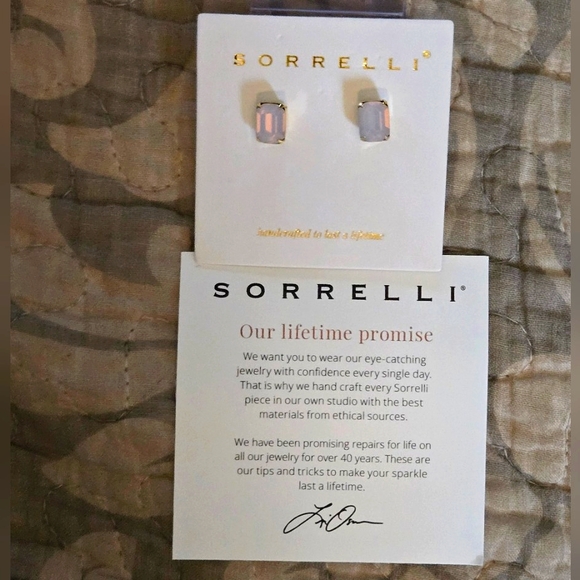 SORRELLI®
handcrafted to last a lifetime
SORRELLI®
Our lifetime promise
We want you to wear our eye-catching
jewelry with confidence every single day.
That is why we hand craft every Sorrelli
piece in our own studio with the best
materials from ethical sources.
We have been promising repairs for life on
all our jewelry for over 40 years. These are
our tips and tricks to make your sparkle
last a lifetime.